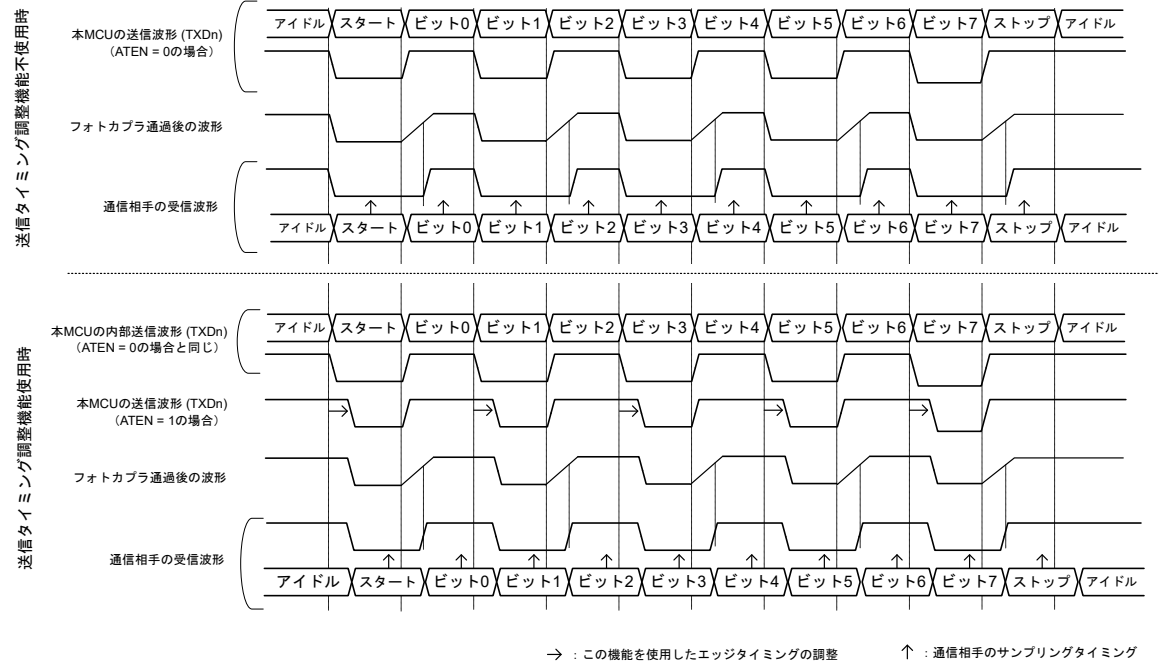 送信タイミング調整機能不使用時
本MCUの送信波形 (TXDn)
(ATEN = 0の場合)
アイドル スタート ビット0 ビット1 ビット2 ビット3 ビット4 ビット5 ビット6 ビット7 ストップ アイドル
フォトカプラ通過後の波形
通信相手の受信波形
アイドル スタート ビット0 ビット1 ビット2 ビット3 ビット4 ビット5 ビット6 ビット7 ストップ アイドル
送信タイミング調整機能使用時
本MCUの内部送信波形 (TXDn)
(ATEN = 0の場合と同じ)
アイドル スタート ビット0 ビット1 ビット2 ビット3 ビット4 ビット5 ビット6 ビット7 ストップ アイドル
本MCUの送信波形 (TXDn)
(ATEN = 1の場合)
フォトカプラ通過後の波形
通信相手の受信波形
アイドル スタート ビット0 ビット1 ビット2 ビット3 ビット4 ビット5 ビット6 ビット7 ストップ アイドル
→ : この機能を使用したエッジタイミングの調整 ↑ : 通信相手のサンプリングタイミング